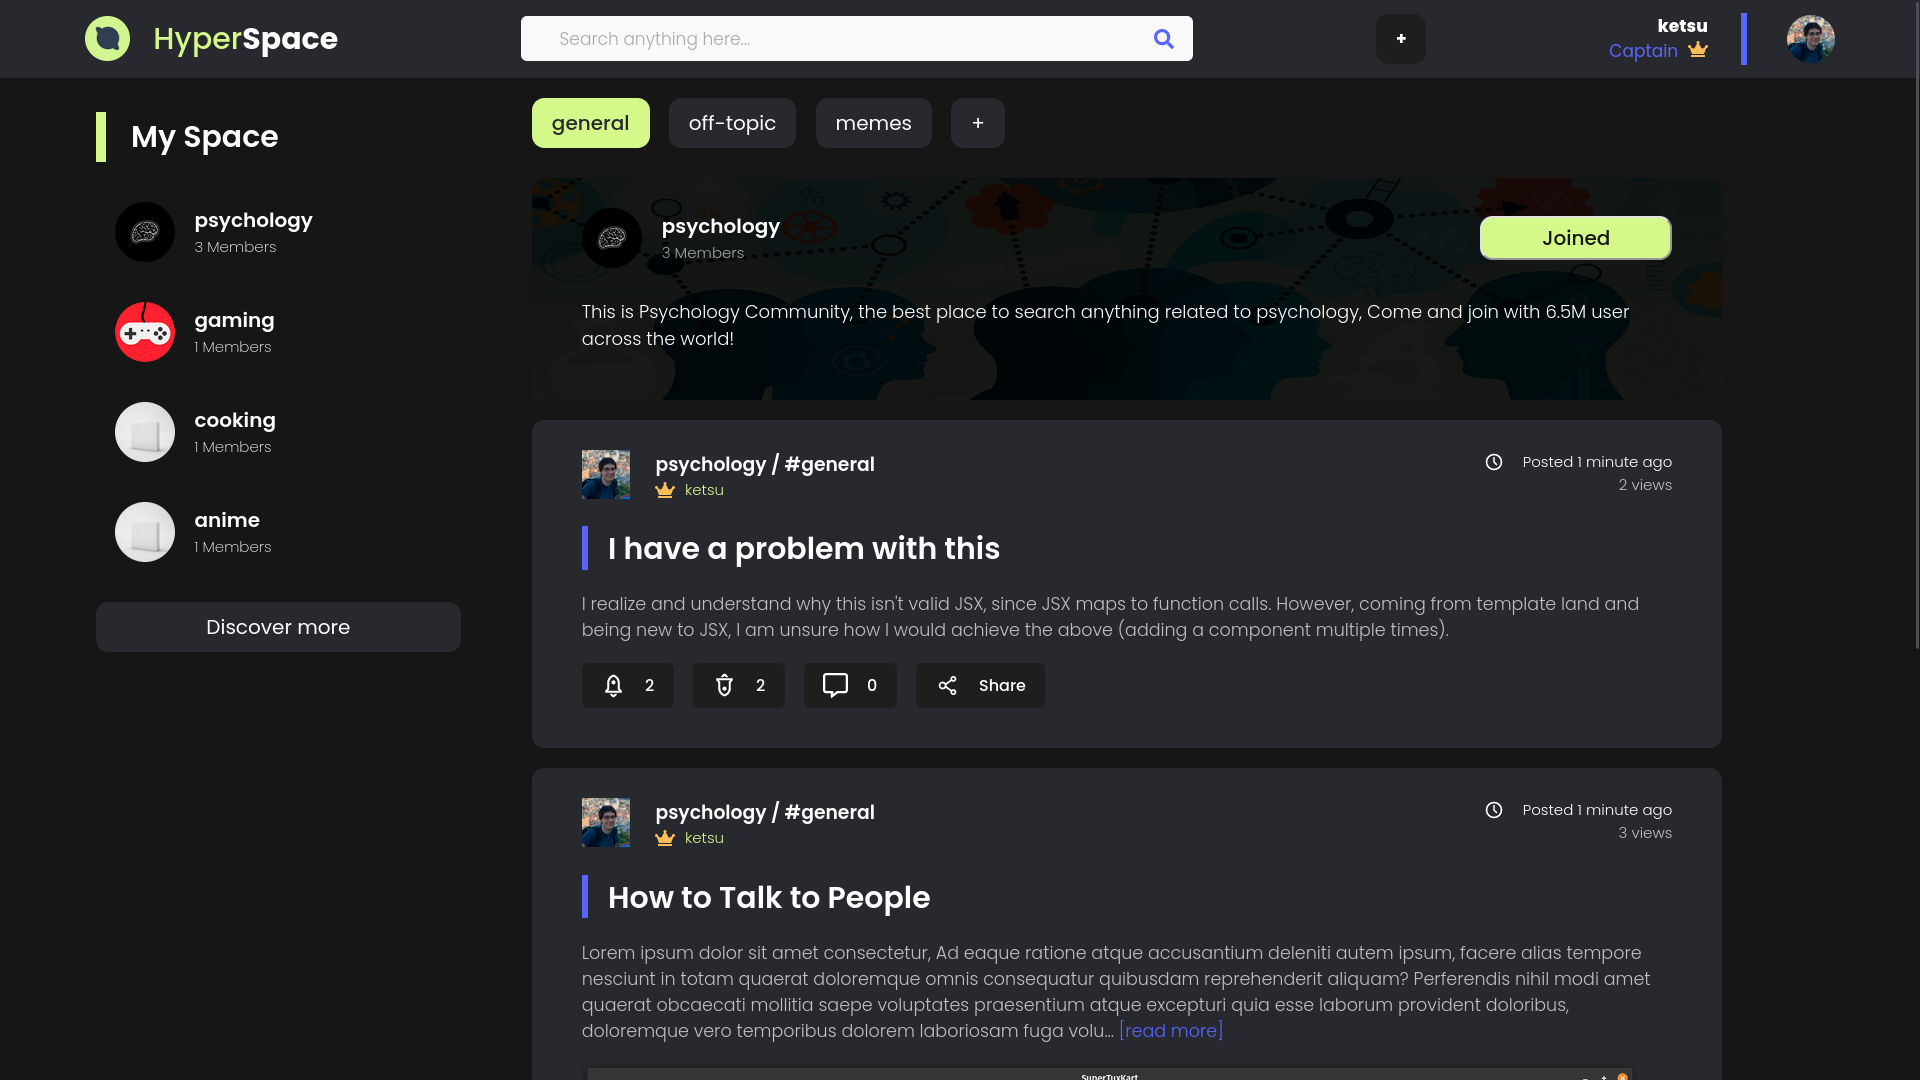 HyperSpace
Search anything here...
+
ketsu
Captain
My Space
psychology
3 Members
gaming
1 Members
cooking
1 Members
anime
1 Members
Discover more
general
off-topic
memes
+
psychology
3 Members
Joined
This is Psychology Community, the best place to search anything related to psychology, Come and join with 6.5M user
across the world!
psychology / #general
ketsu
Posted 1 minute ago
2 views
I have a problem with this
I realize and understand why this isn't valid JSX, since JSX maps to function calls. However, coming from template land and
being new to JSX, I am unsure how I would achieve the above (adding a component multiple times).
2
2
0
Share
psychology / #general
ketsu
Posted 1 minute ago
3 views
How to Talk to People
Lorem ipsum dolor sit amet consectetur, Ad eaque ratione atque accusantium deleniti autem ipsum, facere alias tempore
nesciunt in totam quaerat doloremque omnis consequatur quibusdam reprehenderit aliquam? Perferendis nihil modi amet
quaerat obcaecati mollitia saepe voluptates praesentium atque excepturi quia esse laborum provident doloribus,
doloremque vero temporibus dolorem laboriosam fuga volu... [read more]
SuperTuxKart